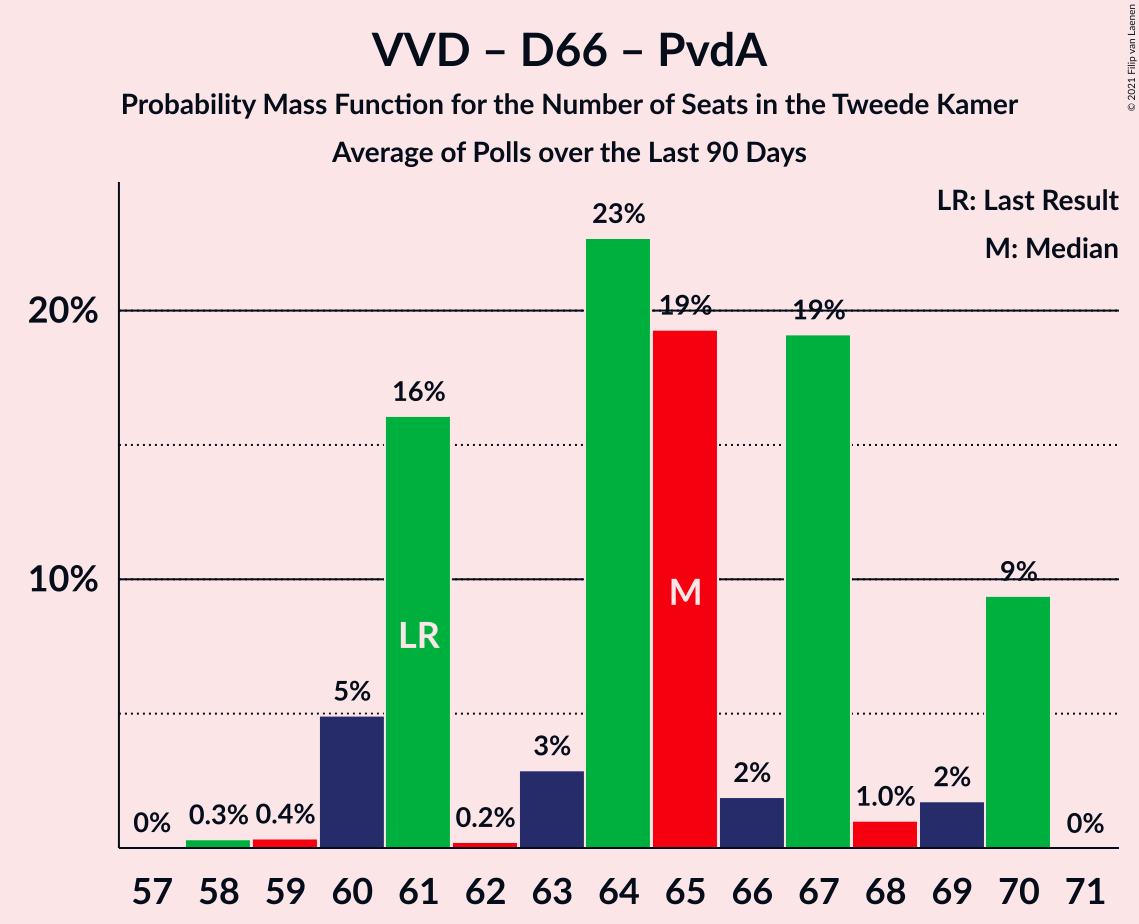 VVD – D66 – PvdA
Probability Mass Function for the Number of Seats in the Tweede Kamer
Average of Polls over the Last 90 Days
© 2021 Filip van Laenen
LR: Last Result
M: Median
20%
10%
0%
0.3%
0.4%
5%
16%
0.2%
3%
23%
19%
2%
19%
1.0%
2%
9%
0%
LR
M
57 58 59 60 61 62 63 64 65 66 67 68 69 70 71